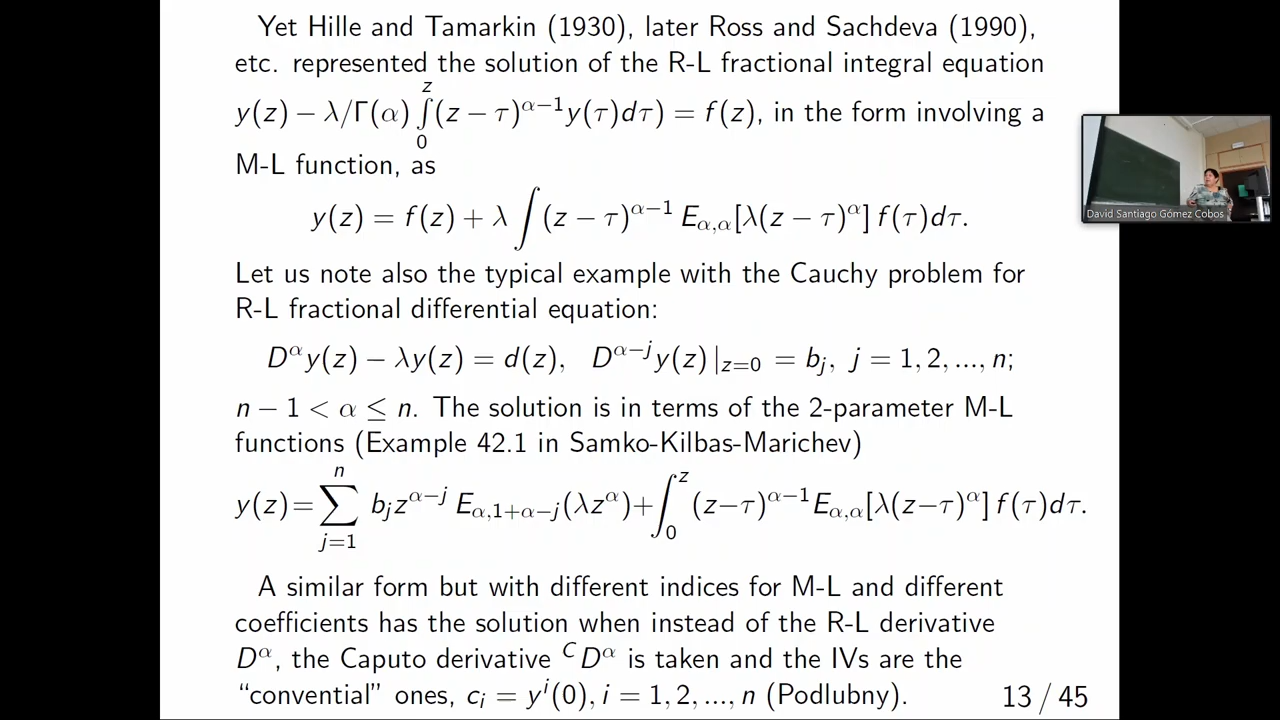 Yet Hille and Tamarkin (1930), later Ross and Sachdeva (1990),
etc. represented the solution of the R-L fractional integral equation
y(z) − λ/Γ(α) ∫₀ᶻ (z − τ)^{α−1} y(τ)dτ) = f(z), in the form involving a
M-L function, as
y(z) = f(z) + λ ∫ (z − τ)^{α−1} E_{α,α}[λ(z − τ)^α] f(τ)dτ.
Let us note also the typical example with the Cauchy problem for
R-L fractional differential equation:
D^α y(z) − λy(z) = d(z), D^{α−j} y(z) |_{z=0} = b_j, j = 1, 2, ..., n;
n − 1 < α ≤ n. The solution is in terms of the 2-parameter M-L
functions (Example 42.1 in Samko-Kilbas-Marichev)
y(z)=∑_{j=1}^{n} b_j z^{α−j} E_{α,1+α−j}(λz^α)+∫₀ᶻ (z−τ)^{α−1} E_{α,α}[λ(z−τ)^α] f(τ)dτ.
A similar form but with different indices for M-L and different
coefficients has the solution when instead of the R-L derivative
D^α, the Caputo derivative ^C D^α is taken and the IVs are the
“convential” ones, c_i = y^i(0), i = 1, 2, ..., n (Podlubny).
13 / 45
David Santiago Gómez Cobos